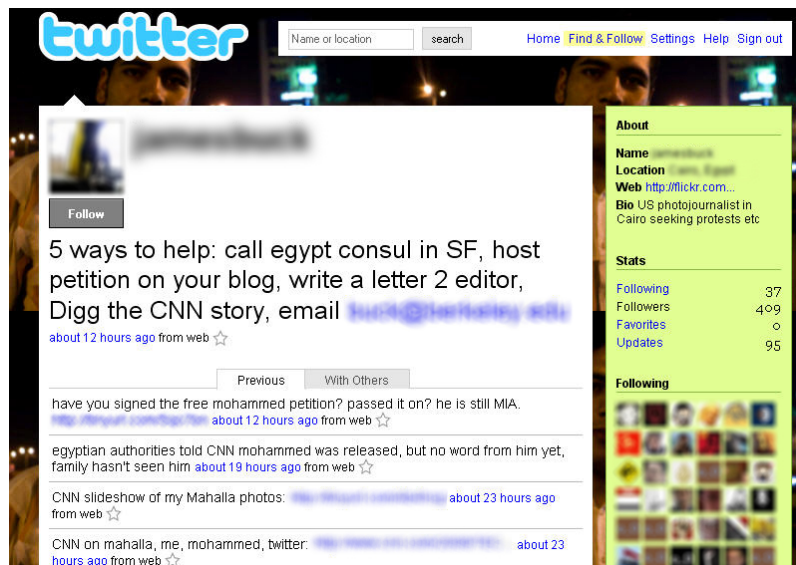 twitter
Name or location
search
Home Find & Follow Settings Help Sign out
Follow
5 ways to help: call egypt consul in SF, host
petition on your blog, write a letter 2 editor,
Digg the CNN story, email
about 12 hours ago from web
Previous
With Others
have you signed the free mohammed petition? passed it on? he is still MIA.
about 12 hours ago from web
egyptian authorities told CNN mohammed was released, but no word from him yet,
family hasn't seen him about 19 hours ago from web
CNN slideshow of my Mahalla photos: about 23 hours ago
from web
CNN on mahalla, me, mohammed, twitter: about 23
hours ago from web
About
Name
Location
Web http://flickr.com...
Bio US photojournalist in
Cairo seeking protests etc
Stats
Following 37
Followers 409
Favorites 0
Updates 95
Following